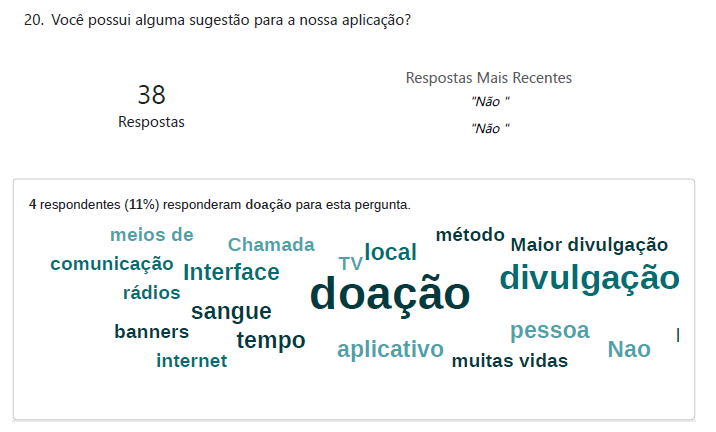 20. Você possui alguma sugestão para a nossa aplicação?
38
Respostas
Respostas Mais Recentes
"Não "
"Não "
4 respondentes (11%) responderam doação para esta pergunta.
meios de
comunicação
Chamada
TV
local
método
Maior divulgação
Interface
doação
divulgação
rádios
sangue
banners
tempo
internet
aplicativo
pessoa
muitas vidas
Nao